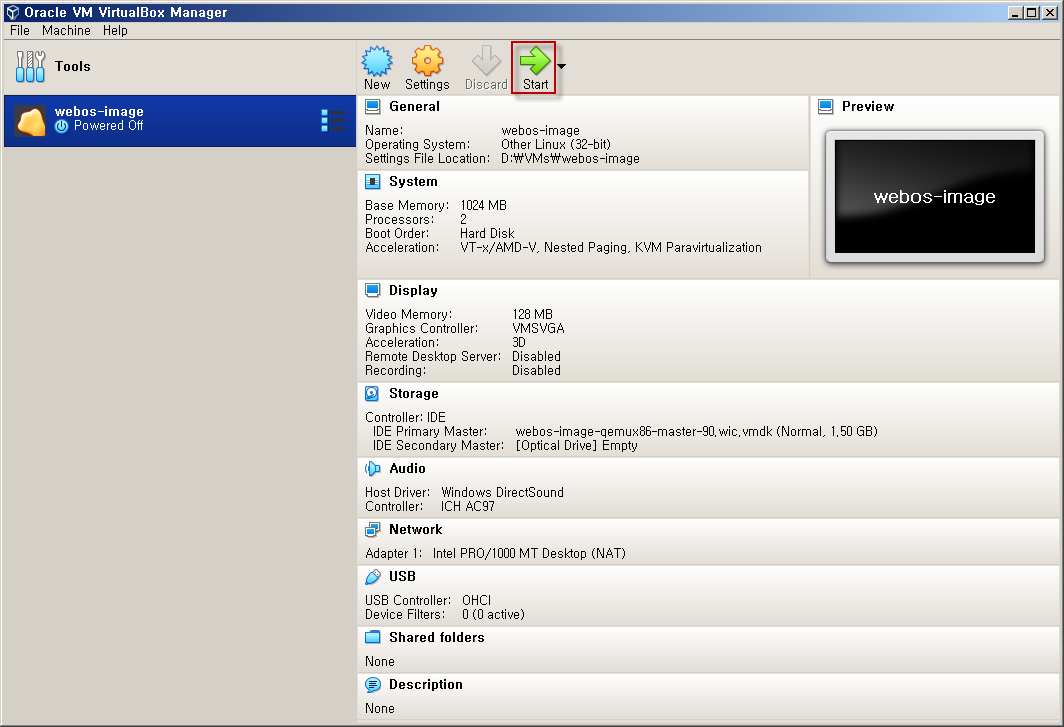 Oracle VM VirtualBox Manager
File Machine Help
Tools
New Settings Discard Start
webos-image
Powered Off
General
Name: webos-image
Operating System: Other Linux (32-bit)
Settings File Location: D:₩VMs₩webos-image
Preview
webos-image
System
Base Memory: 1024 MB
Processors: 2
Boot Order: Hard Disk
Acceleration: VT-x/AMD-V, Nested Paging, KVM Paravirtualization
Display
Video Memory: 128 MB
Graphics Controller: VMSVGA
Acceleration: 3D
Remote Desktop Server: Disabled
Recording: Disabled
Storage
Controller: IDE
IDE Primary Master: webos-image-qemux86-master-90.wic.vmdk (Normal, 1.50 GB)
IDE Secondary Master: [Optical Drive] Empty
Audio
Host Driver: Windows DirectSound
Controller: ICH AC97
Network
Adapter 1: Intel PRO/1000 MT Desktop (NAT)
USB
USB Controller: OHCI
Device Filters: 0 (0 active)
Shared folders
None
Description
None